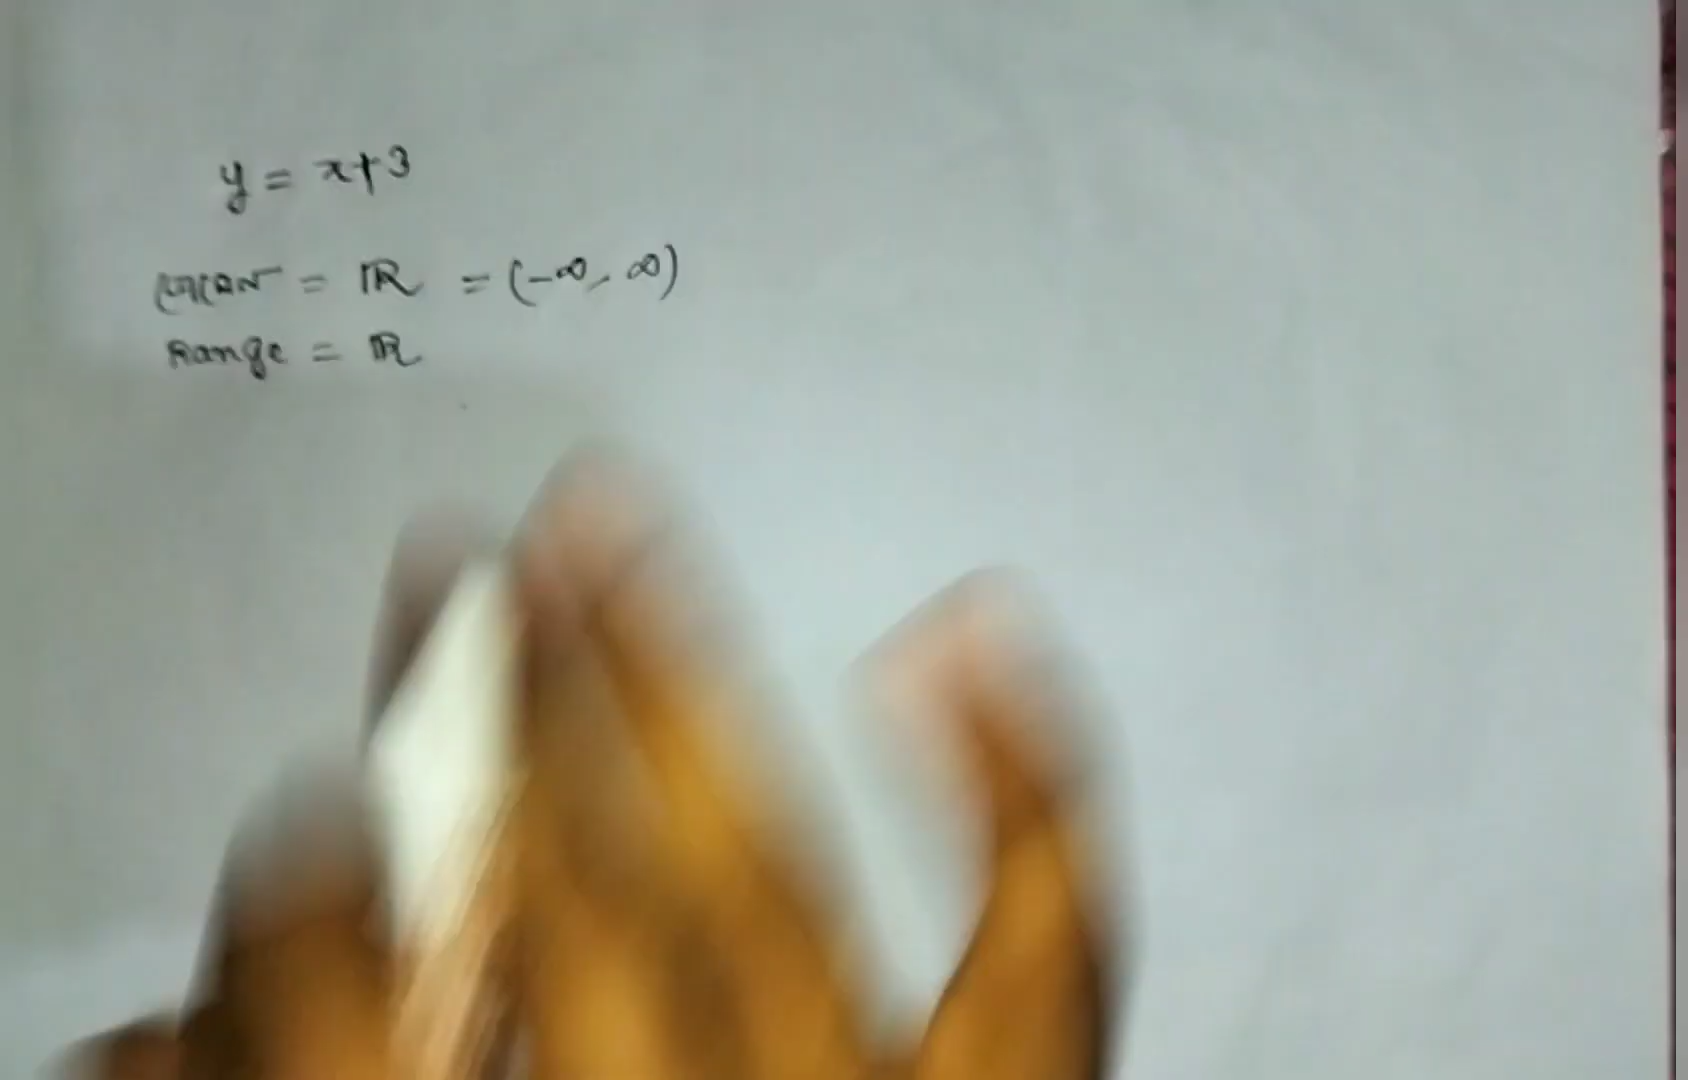 y = x+3
ডোমেন = ℝ = (-∞, ∞)
Range = ℝ